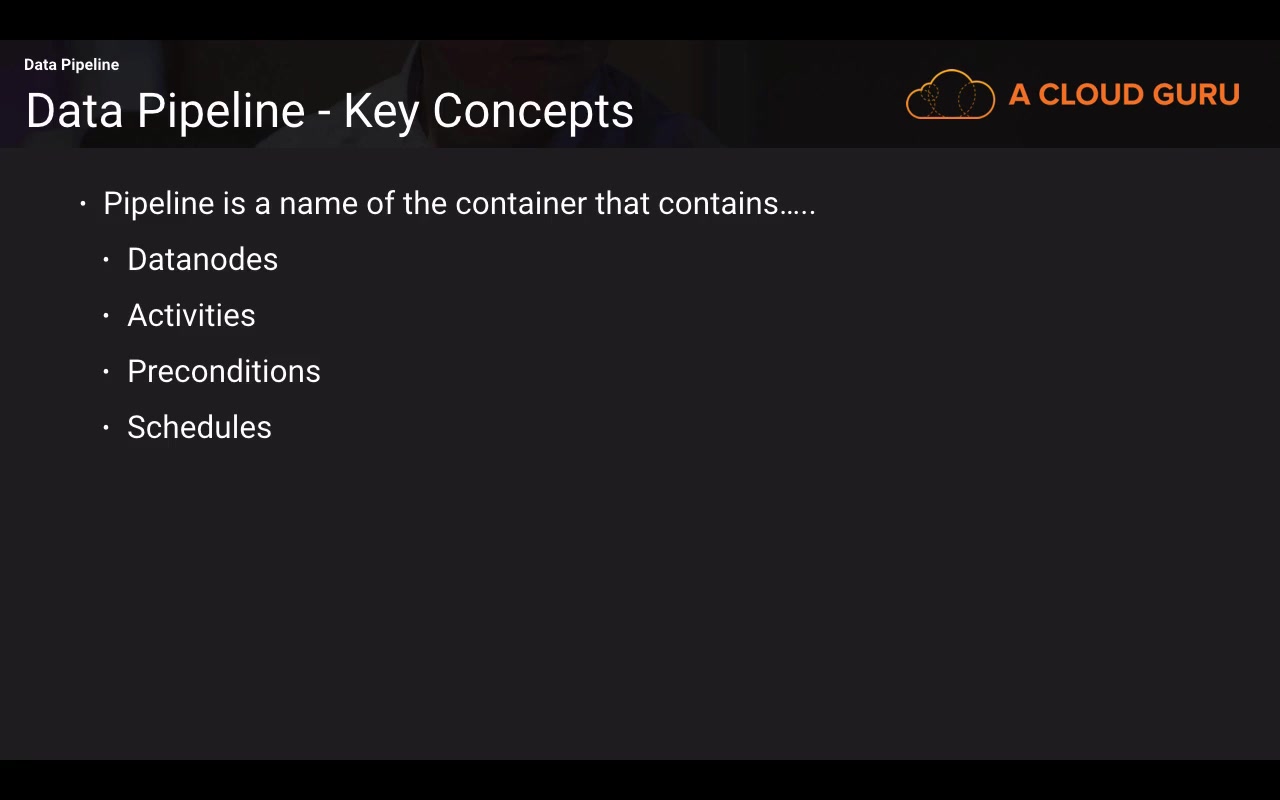 Data Pipeline
Data Pipeline - Key Concepts
A CLOUD GURU
• Pipeline is a name of the container that contains.....
• Datanodes
• Activities
• Preconditions
• Schedules